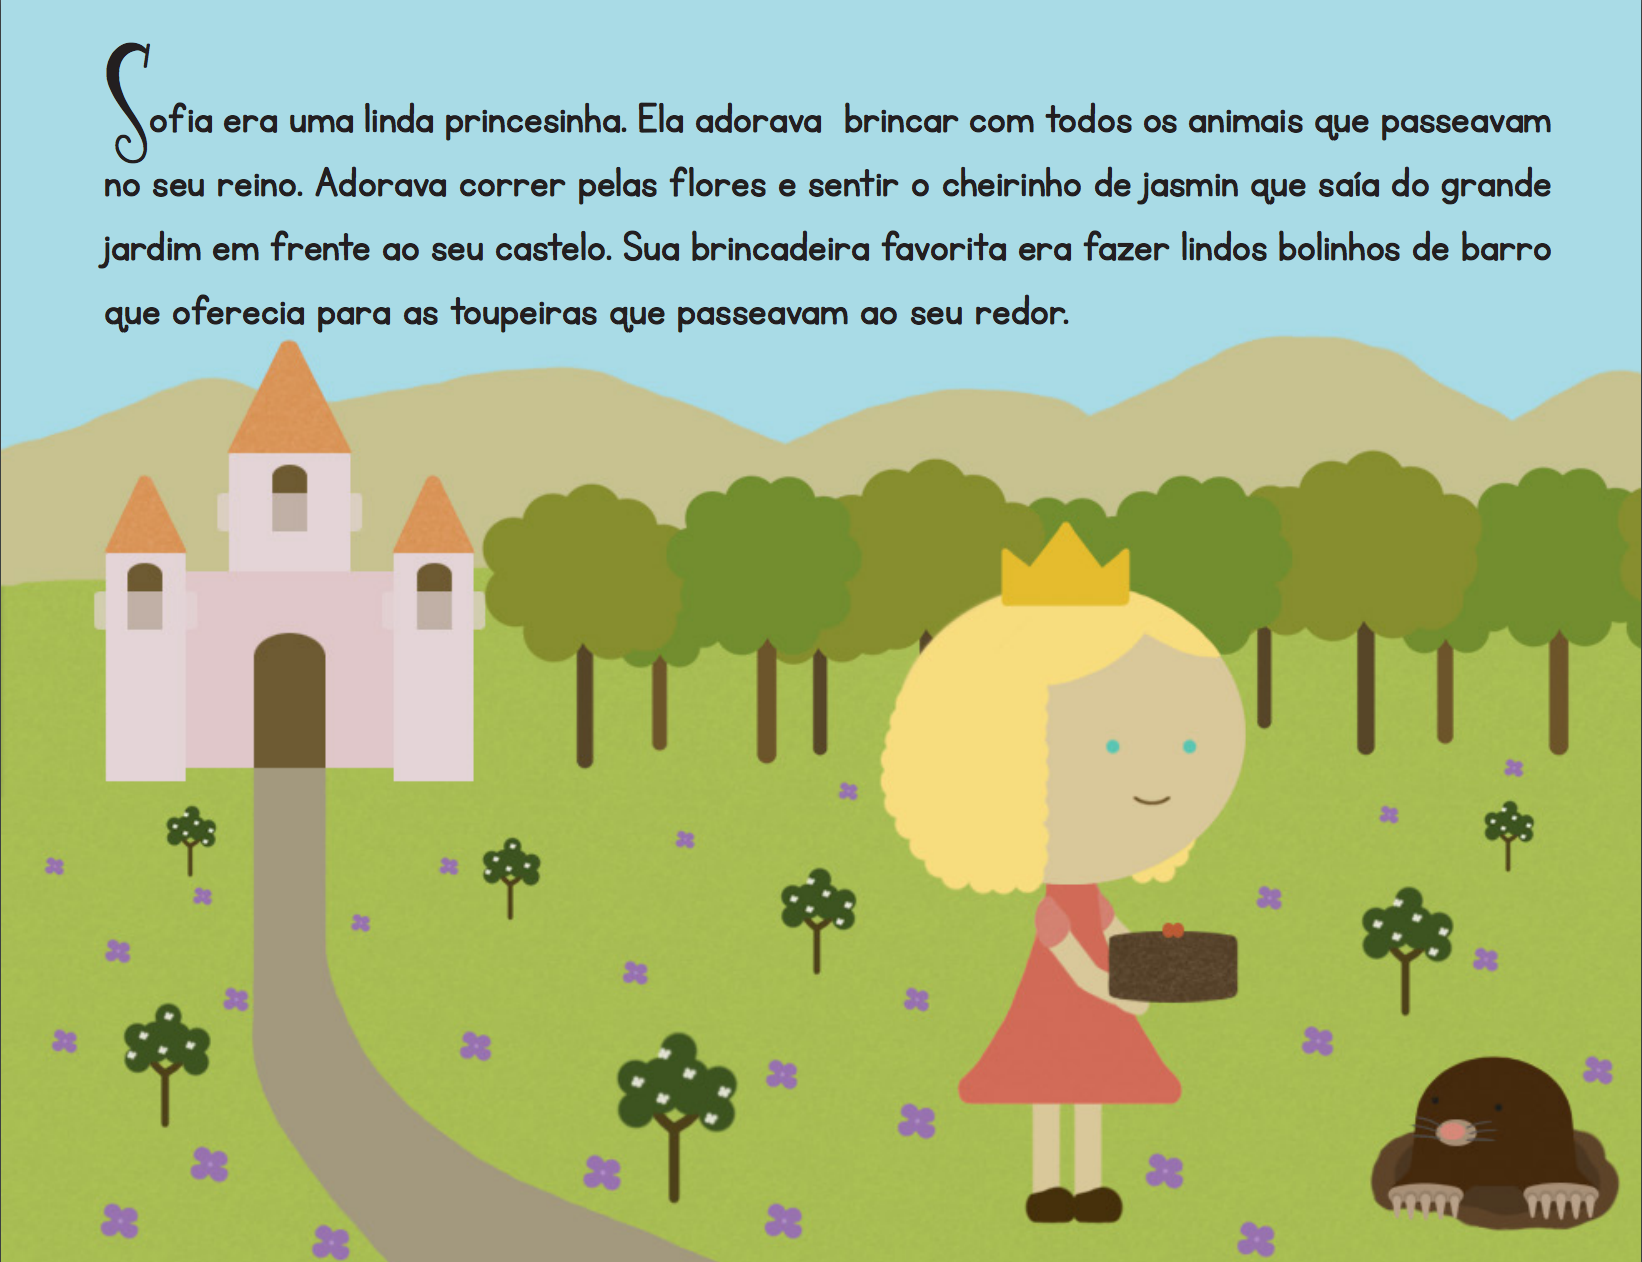 Sofia era uma linda princesinha. Ela adorava brincar com todos os animais que passeavam
no seu reino. Adorava correr pelas flores e sentir o cheirinho de jasmin que saía do grande
jardim em frente ao seu castelo. Sua brincadeira favorita era fazer lindos bolinhos de barro
que oferecia para as toupeiras que passeavam ao seu redor.